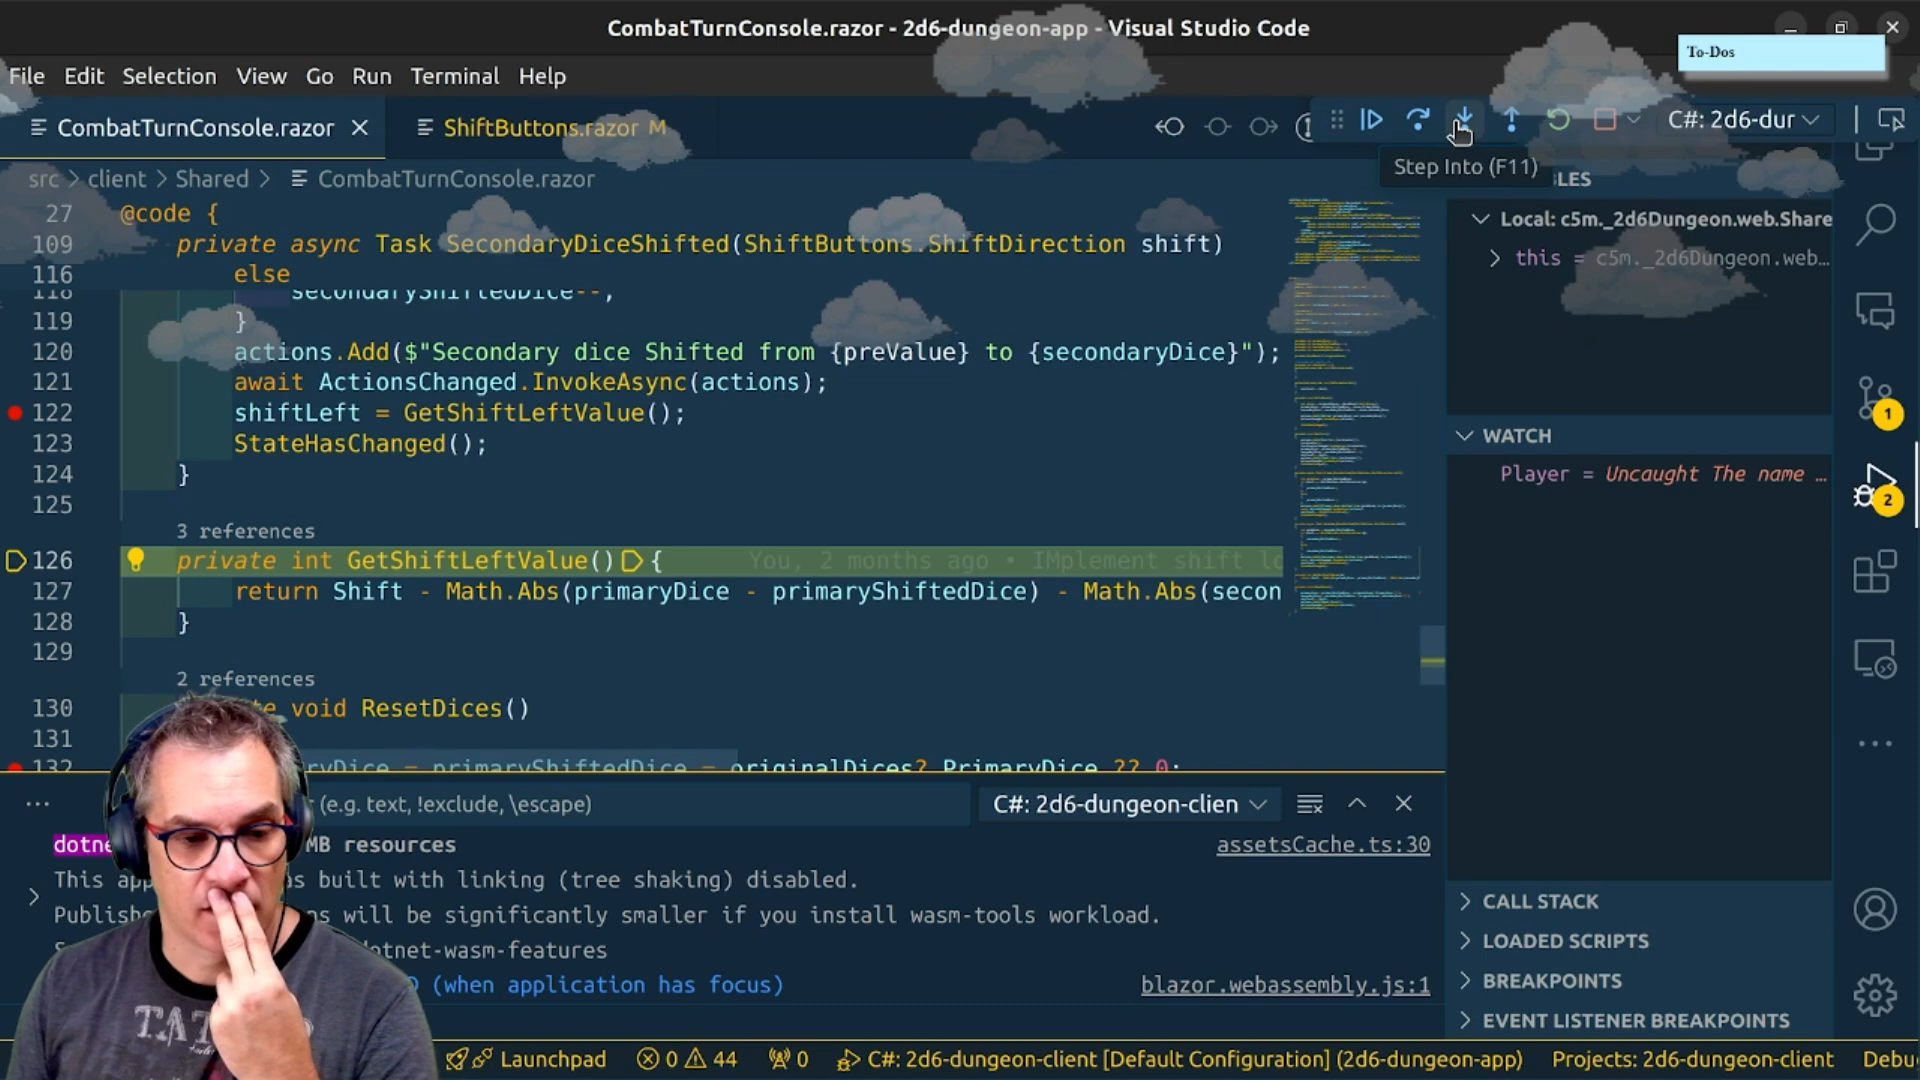 CombatTurnConsole.razor - 2d6-dungeon-app - Visual Studio Code
To-Dos
File Edit Selection View Go Run Terminal Help
CombatTurnConsole.razor
ShiftButtons.razor M
C#: 2d6-dur
Step Into (F11)
src > client > Shared > CombatTurnConsole.razor
27 @code {
109 private async Task SecondaryDiceShifted(ShiftButtons.ShiftDirection shift)
116 else
118 secondaryShiftedDice--;
119 }
120 actions.Add($"Secondary dice Shifted from {preValue} to {secondaryDice}");
121 await ActionsChanged.InvokeAsync(actions);
122 shiftLeft = GetShiftLeftValue();
123 StateHasChanged();
124 }
125
3 references
126 private int GetShiftLeftValue() { You, 2 months ago • IMplement shift lo
127 return Shift - Math.Abs(primaryDice - primaryShiftedDice) - Math.Abs(secon
128 }
129
2 references
130 void ResetDices()
131
132 = primaryShiftedDice = originalDices?.PrimaryDice ?? 0;
BLES
Local: c5m._2d6Dungeon.web.Share
this = c5m._2d6Dungeon.web…
WATCH
Player = Uncaught The name …
CALL STACK
LOADED SCRIPTS
BREAKPOINTS
EVENT LISTENER BREAKPOINTS
1
2
(e.g. text, !exclude, \escape)
C#: 2d6-dungeon-clien
dotne MB resources
assetsCache.ts:30
This app s built with linking (tree shaking) disabled.
Publishe s will be significantly smaller if you install wasm-tools workload.
dotnet-wasm-features
(when application has focus)
blazor.webassembly.js:1
TAT
Launchpad
0 44
0
C#: 2d6-dungeon-client [Default Configuration] (2d6-dungeon-app)
Projects: 2d6-dungeon-client
Debu